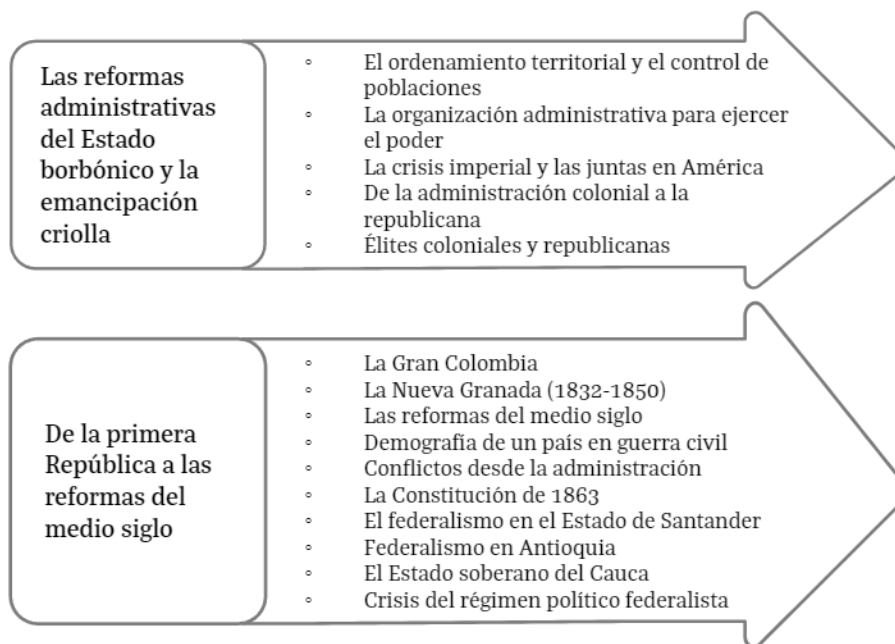 Las reformas
administrativas
del Estado
borbónico y la
emancipación
criolla
◦ El ordenamiento territorial y el control de
poblaciones
◦ La organización administrativa para ejercer
el poder
◦ La crisis imperial y las juntas en América
◦ De la administración colonial a la
republicana
◦ Élites coloniales y republicanas
De la primera
República a las
reformas del
medio siglo
◦ La Gran Colombia
◦ La Nueva Granada (1832-1850)
◦ Las reformas del medio siglo
◦ Demografía de un país en guerra civil
◦ Conflictos desde la administración
◦ La Constitución de 1863
◦ El federalismo en el Estado de Santander
◦ Federalismo en Antioquia
◦ El Estado soberano del Cauca
◦ Crisis del régimen político federalista